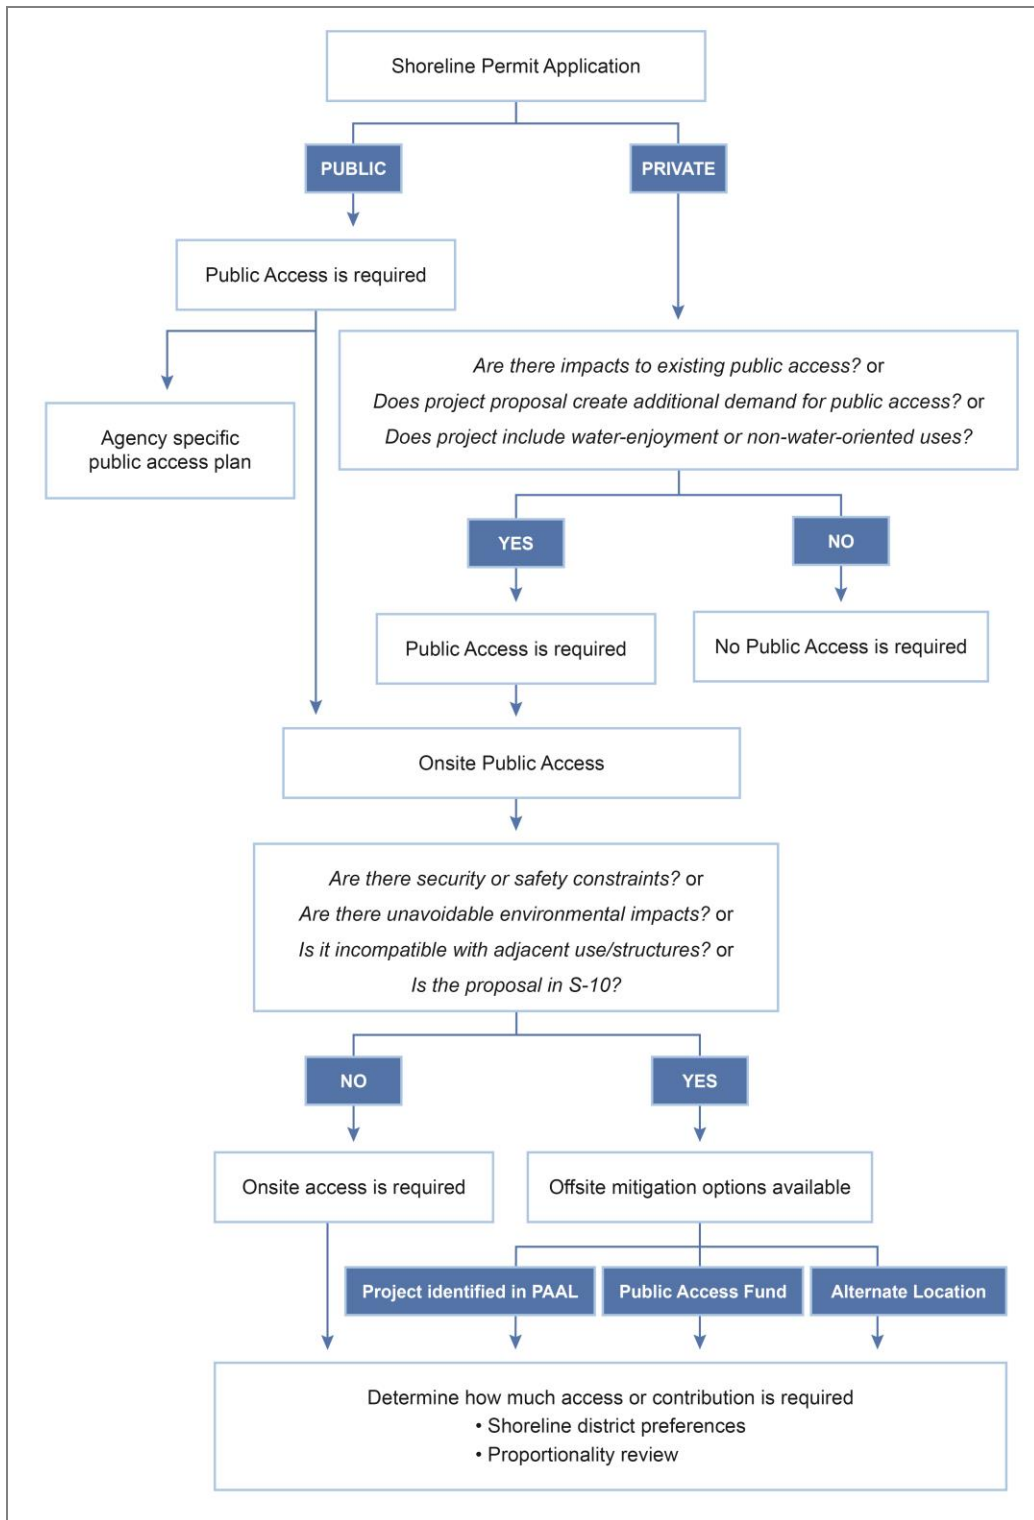 Shoreline Permit Application
PUBLIC
PRIVATE
Public Access is required
Are there impacts to existing public access? or
Does project proposal create additional demand for public access? or
Does project include water-enjoyment or non-water-oriented uses?
Agency specific
public access plan
YES
NO
Public Access is required
No Public Access is required
Onsite Public Access
Are there security or safety constraints? or
Are there unavoidable environmental impacts? or
Is it incompatible with adjacent use/structures? or
Is the proposal in S-10?
NO
YES
Onsite access is required
Offsite mitigation options available
Project identified in PAAL
Public Access Fund
Alternate Location
Determine how much access or contribution is required
• Shoreline district preferences
• Proportionality review